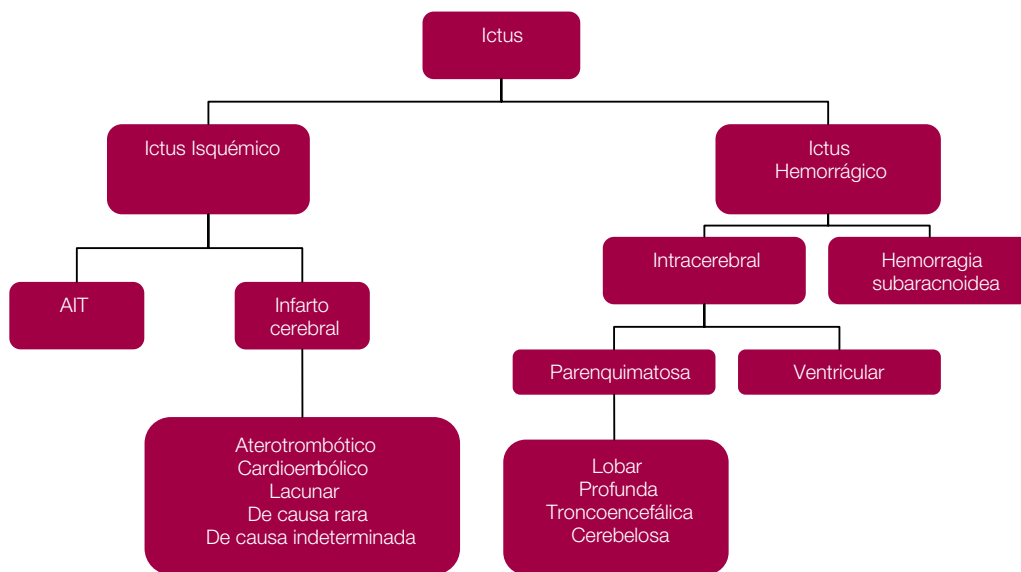 Ictus
Ictus Isquémico
Ictus
Hemorrágico
Intracerebral
Hemorragia
subaracnoidea
AIT
Infarto
cerebral
Parenquimatosa
Ventricular
Aterotrombótico
Cardioembólico
Lacunar
De causa rara
De causa indeterminada
Lobar
Profunda
Troncoencefálica
Cerebelosa